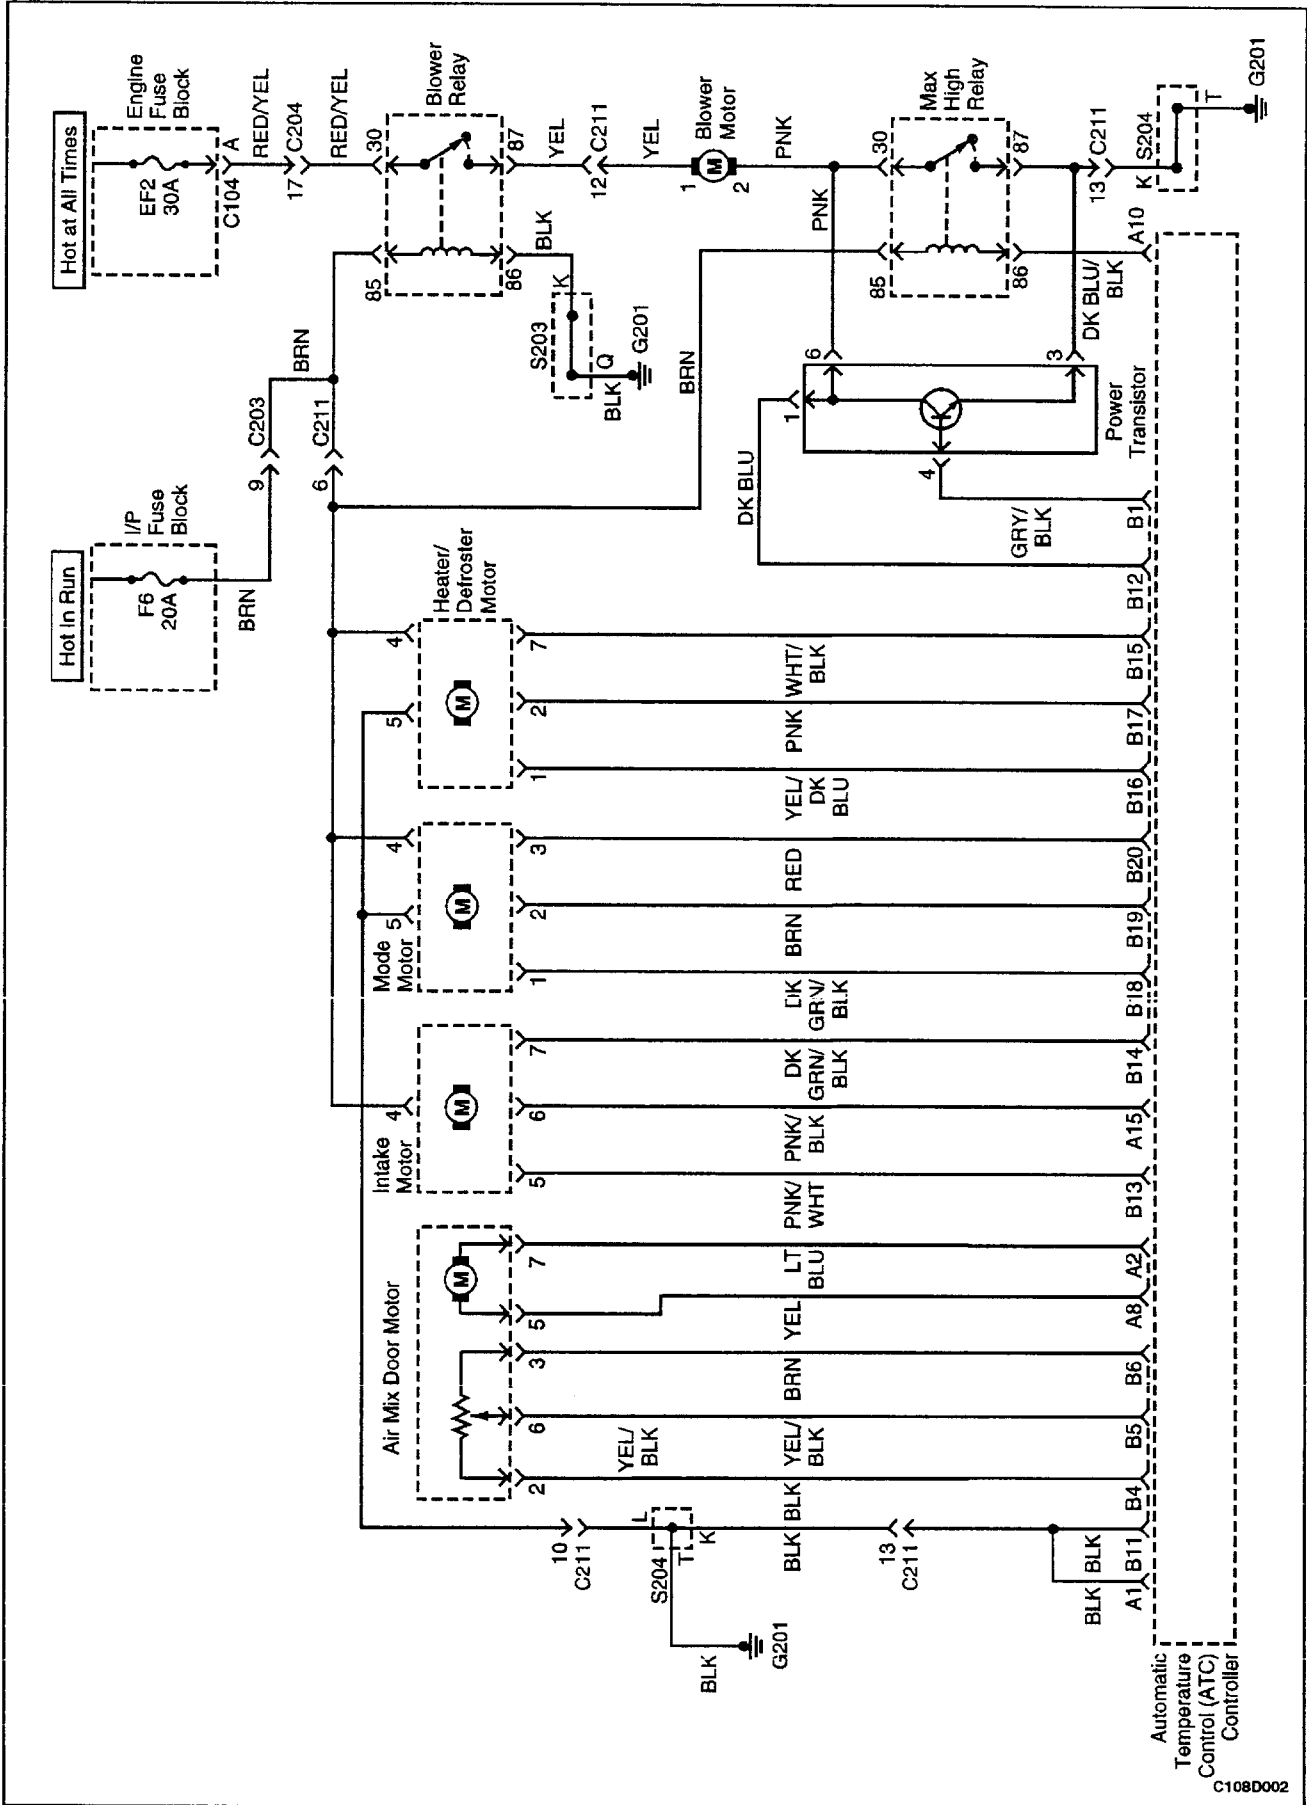 Hot at All Times
Engine
Fuse
Block
EF2
30A
A
C104
RED/YEL
17
C204
RED/YEL
Blower
Relay
30
87
85
86
YEL
12
C211
YEL
Blower
Motor
1
2
M
PNK
PNK
Max
High
Relay
30
87
85
86
13
C211
K
S204
T
G201
BLK
K
S203
Q
BLK
G201
Hot In Run
I/P
Fuse
Block
F6
20A
BRN
9
C203
BRN
6
C211
BRN
DK BLU
1
6
3
4
Power
Transistor
DK BLU/
BLK
A10
GRY/
BLK
B1
B12
Heater/
Defroster
Motor
M
4
5
7
2
1
WHT/
BLK
PNK
YEL/
DK
BLU
B15
B17
B16
Mode
Motor
M
4
5
3
2
1
RED
BRN
DK
GRN/
BLK
B20
B19
B18
Intake
Motor
M
4
7
6
5
DK
GRN/
BLK
PNK/
BLK
PNK/
WHT
B14
A15
B13
Air Mix Door Motor
M
7
5
3
6
2
LT
BLU
YEL
BRN
YEL/
BLK
YEL/
BLK
BLK
A2
A8
B6
B5
B4
10
C211
L
S204
T
K
BLK
G201
BLK
13
C211
BLK
BLK
B11
A1
Automatic
Temperature
Control (ATC)
Controller
C108D002